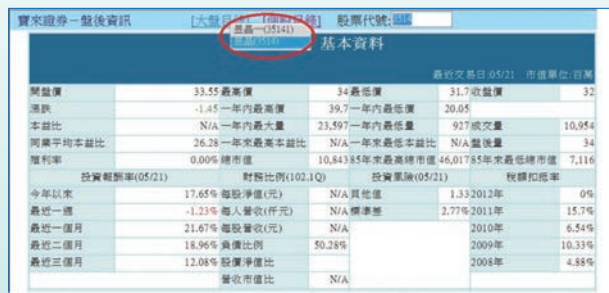 寶來證券－盤後資訊 [大盤目錄] [個股目錄] 股票代號: 3514
昱晶一(35141)
昱晶(3514)
基本資料
最近交易日:05/21 市值單位:百萬
開盤價 33.55 最高價 34 最低價 31.7 收盤價 32
漲跌 -1.45 一年內最高價 39.7 一年內最低價 20.05
本益比 N/A 一年內最大量 23,597 一年內最低量 927 成交量 10,954
同業平均本益比 26.28 一年來最高本益比 N/A 一年來最低本益比 N/A 盤後量 34
殖利率 0.00% 總市值 10,843 85年來最高總市值 46,017 85年來最低總市值 7,116
投資報酬率(05/21) 財務比例(102.1Q) 投資風險(05/21) 稅額扣抵率
今年以來 17.65% 每股淨值(元) N/A 貝他值 1.33 2012年 0%
最近一週 -1.23% 每人營收(仟元) N/A 標準差 2.77% 2011年 15.7%
最近一個月 21.67% 每股營收(元) N/A 2010年 6.54%
最近二個月 18.96% 負債比例 50.28% 2009年 10.33%
最近三個月 12.08% 股價淨值比 N/A 2008年 4.88%
營收市值比 N/A